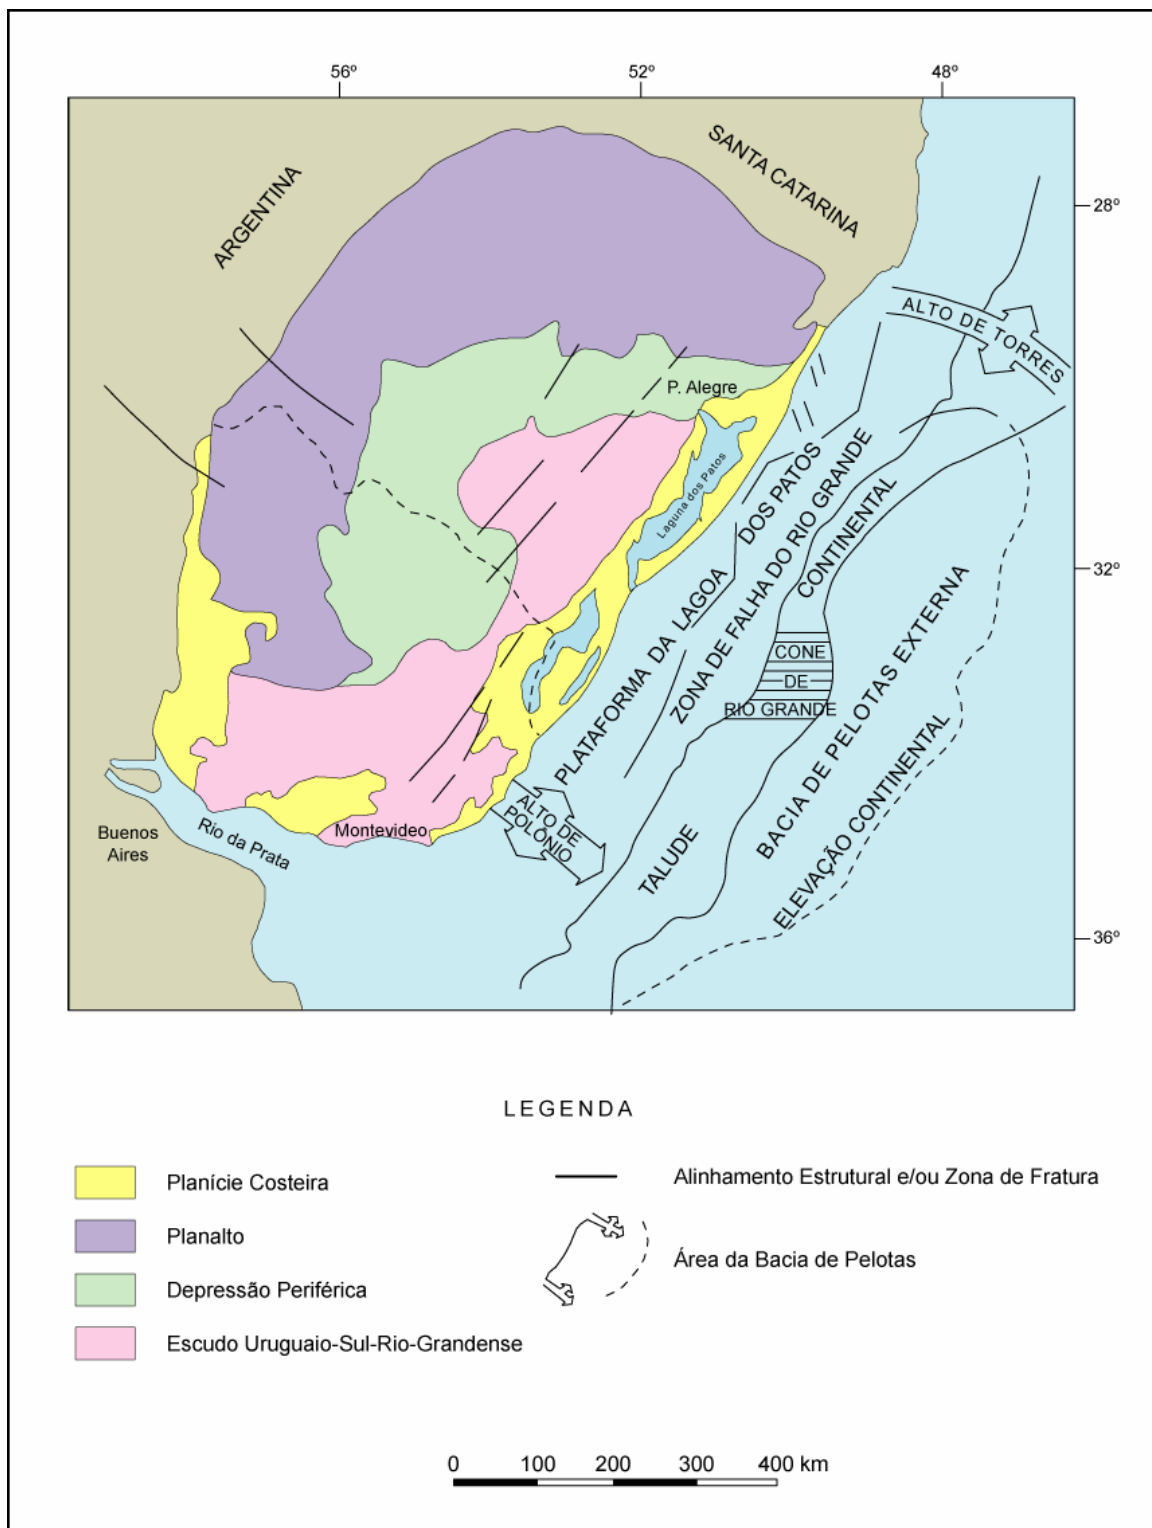 56º
52º
48º
SANTA CATARINA
ARGENTINA
28º
ALTO DE TORRES
P. Alegre
Laguna dos Patos
PLATAFORMA DA LAGOA DOS PATOS
ZONA DE FALHA DO RIO GRANDE
TALUDE CONTINENTAL
32º
CONE
DE
RIO GRANDE
BACIA DE PELOTAS EXTERNA
ELEVAÇÃO CONTINENTAL
ALTO DE
POLÔNIO
Montevideo
Rio da Prata
Buenos
Aires
36º
LEGENDA
Planície Costeira
Planalto
Depressão Periférica
Escudo Uruguaio-Sul-Rio-Grandense
Alinhamento Estrutural e/ou Zona de Fratura
Área da Bacia de Pelotas
0 100 200 300 400 km